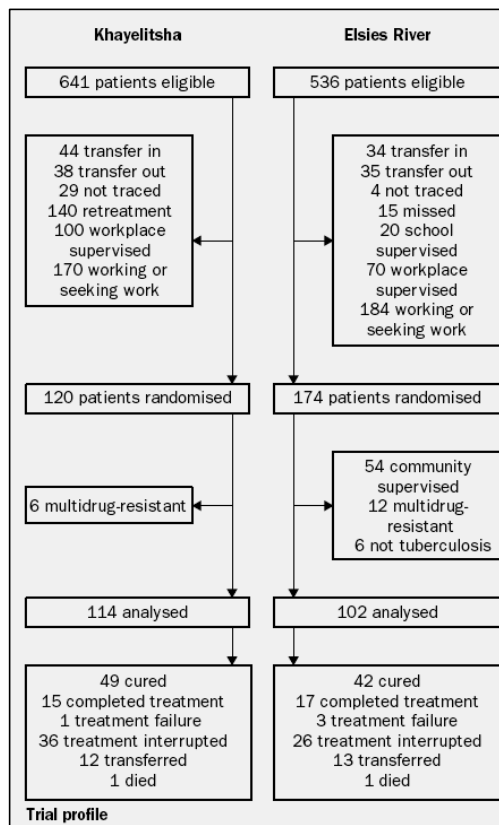 Khayelitsha
641 patients eligible
44 transfer in
38 transfer out
29 not traced
140 retreatment
100 workplace
supervised
170 working or
seeking work
120 patients randomised
6 multidrug-resistant
114 analysed
49 cured
15 completed treatment
1 treatment failure
36 treatment interrupted
12 transferred
1 died
Elsies River
536 patients eligible
34 transfer in
35 transfer out
4 not traced
15 missed
20 school
supervised
70 workplace
supervised
184 working or
seeking work
174 patients randomised
54 community
supervised
12 multidrug-
resistant
6 not tuberculosis
102 analysed
42 cured
17 completed treatment
3 treatment failure
26 treatment interrupted
13 transferred
1 died
Trial profile